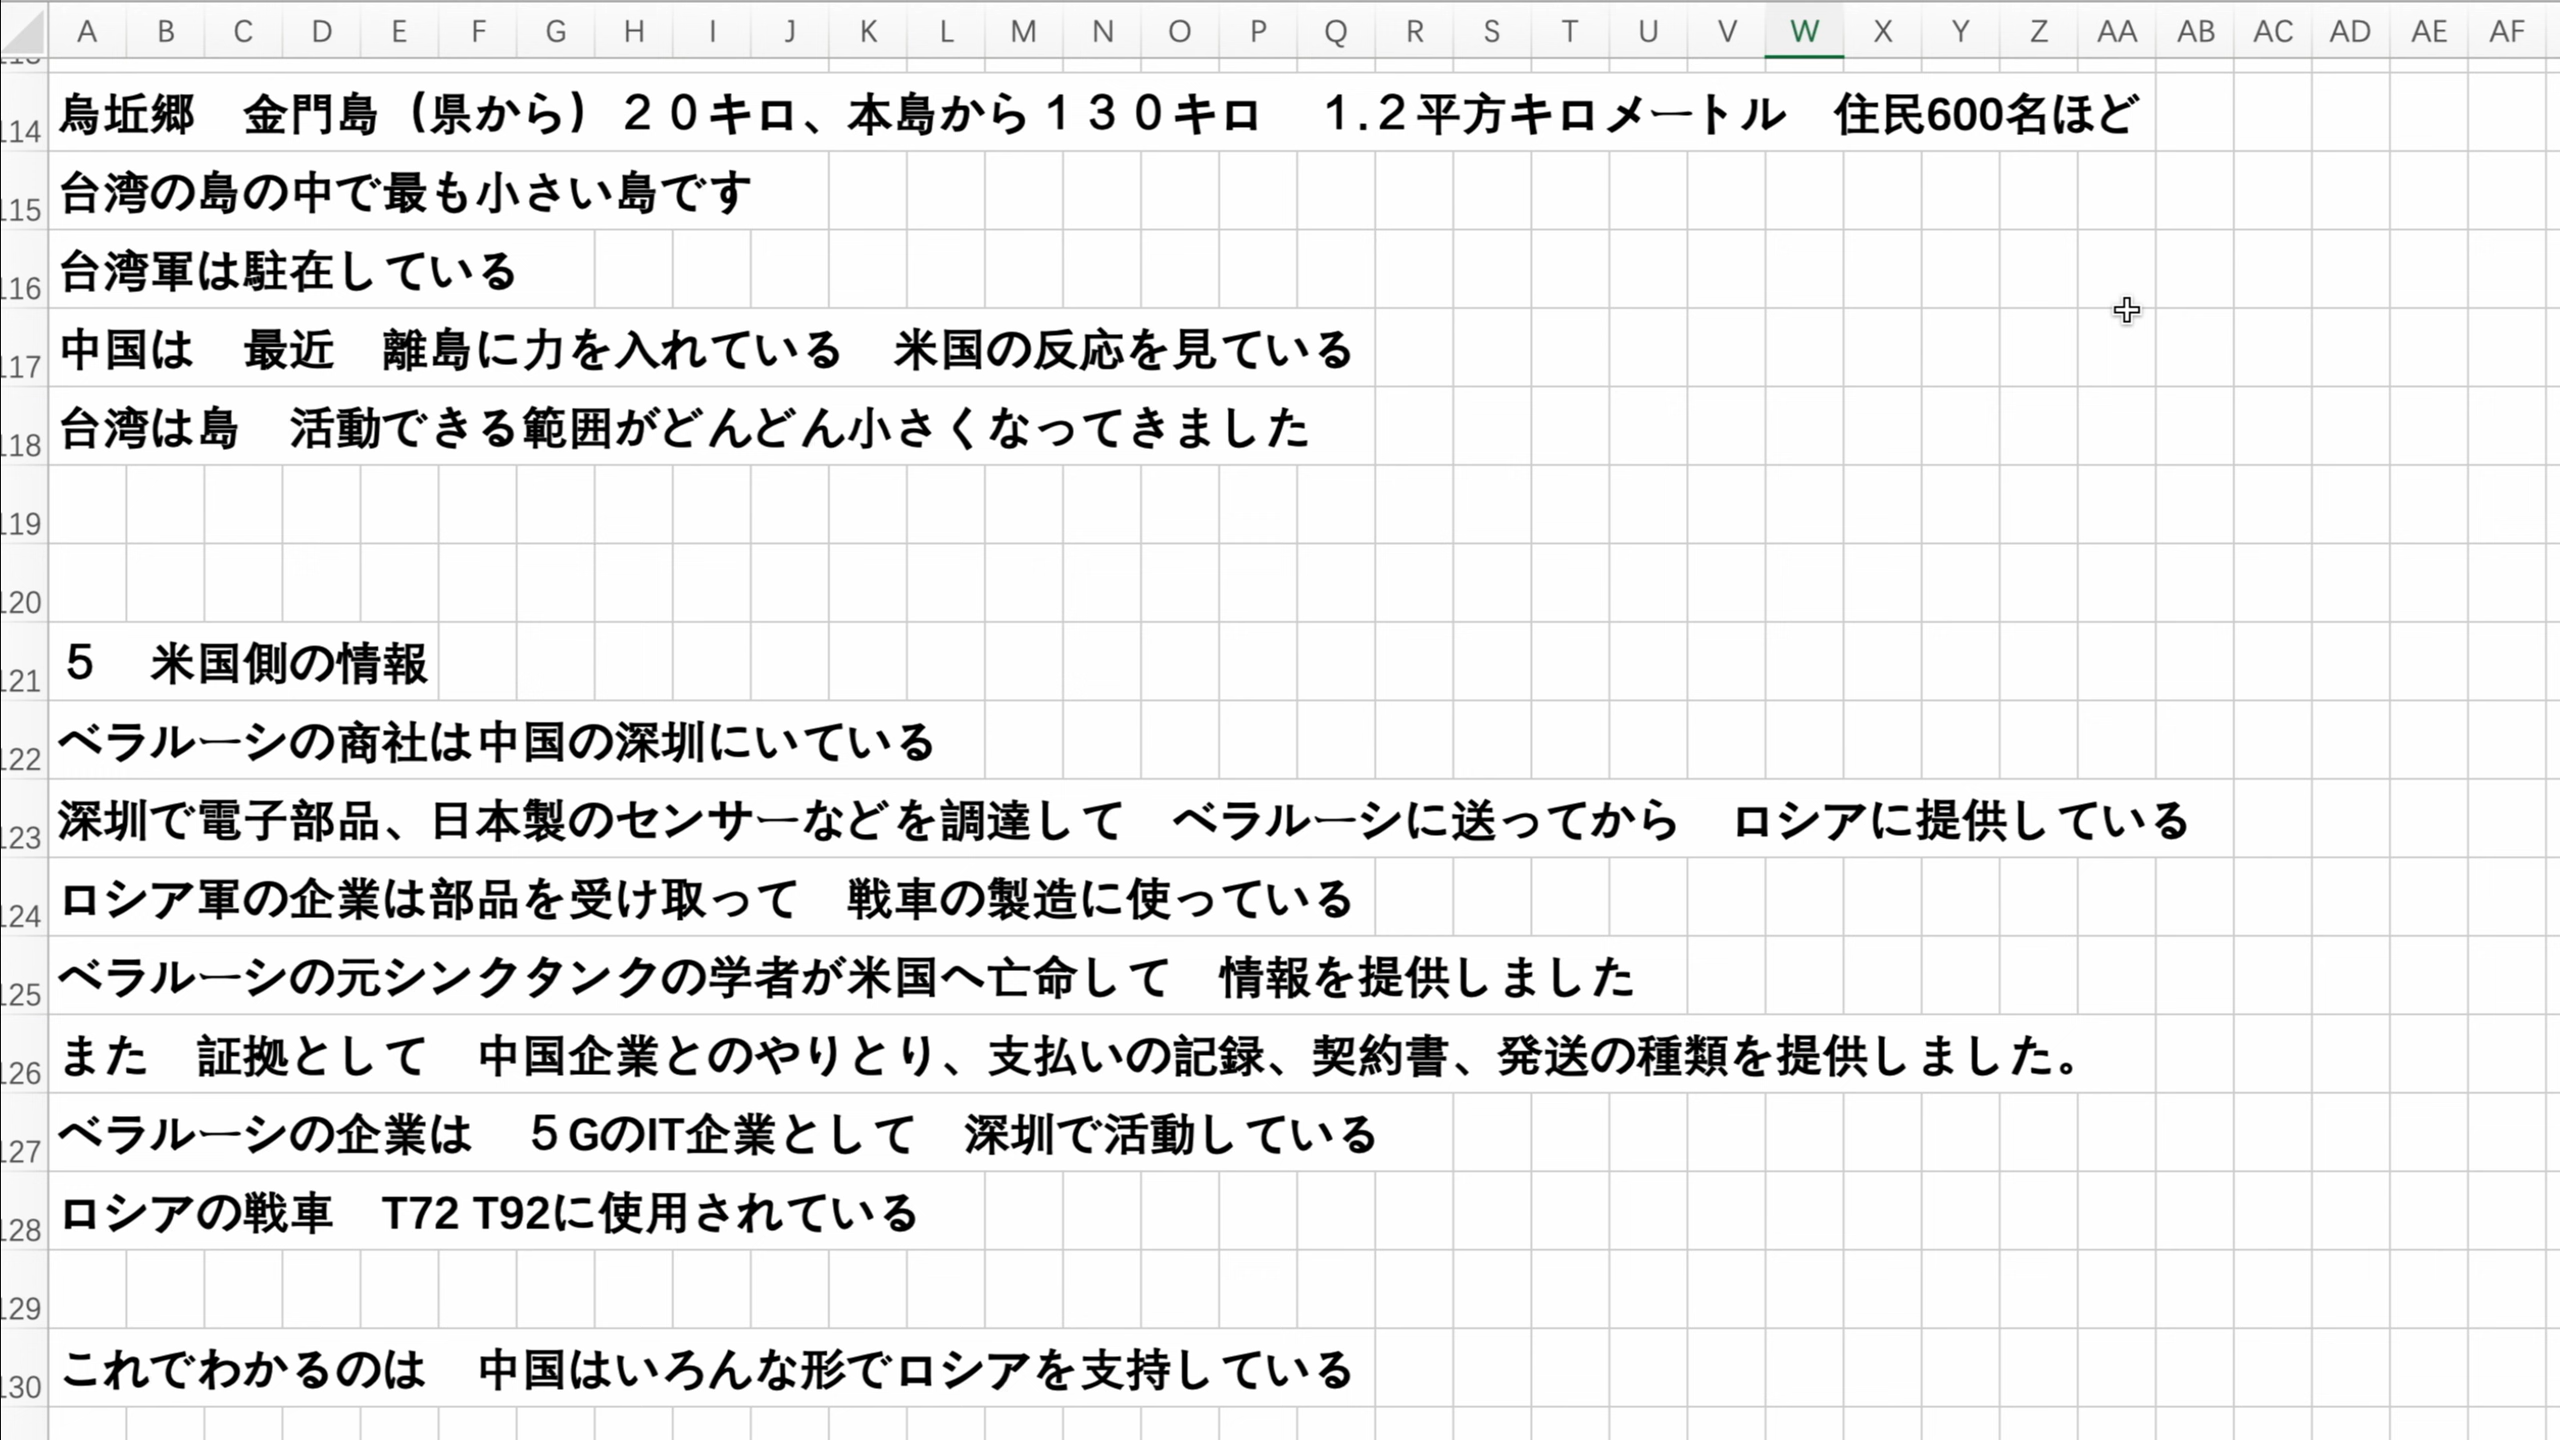 A B C D E F G H I J K L M N O P Q R S T U V W X Y Z AA AB AC AD AE AF
114 烏坵郷　金門島（県から）２０キロ、本島から１３０キロ　１.２平方キロメートル　住民600名ほど
115 台湾の島の中で最も小さい島です
116 台湾軍は駐在している
117 中国は　最近　離島に力を入れている　米国の反応を見ている
118 台湾は島　活動できる範囲がどんどん小さくなってきました
119
120
121 ５　米国側の情報
122 ベラルーシの商社は中国の深圳にいている
123 深圳で電子部品、日本製のセンサーなどを調達して　ベラルーシに送ってから　ロシアに提供している
124 ロシア軍の企業は部品を受け取って　戦車の製造に使っている
125 ベラルーシの元シンクタンクの学者が米国へ亡命して　情報を提供しました
126 また　証拠として　中国企業とのやりとり、支払いの記録、契約書、発送の種類を提供しました。
127 ベラルーシの企業は　５GのIT企業として　深圳で活動している
128 ロシアの戦車　T72 T92に使用されている
129
130 これでわかるのは　中国はいろんな形でロシアを支持している